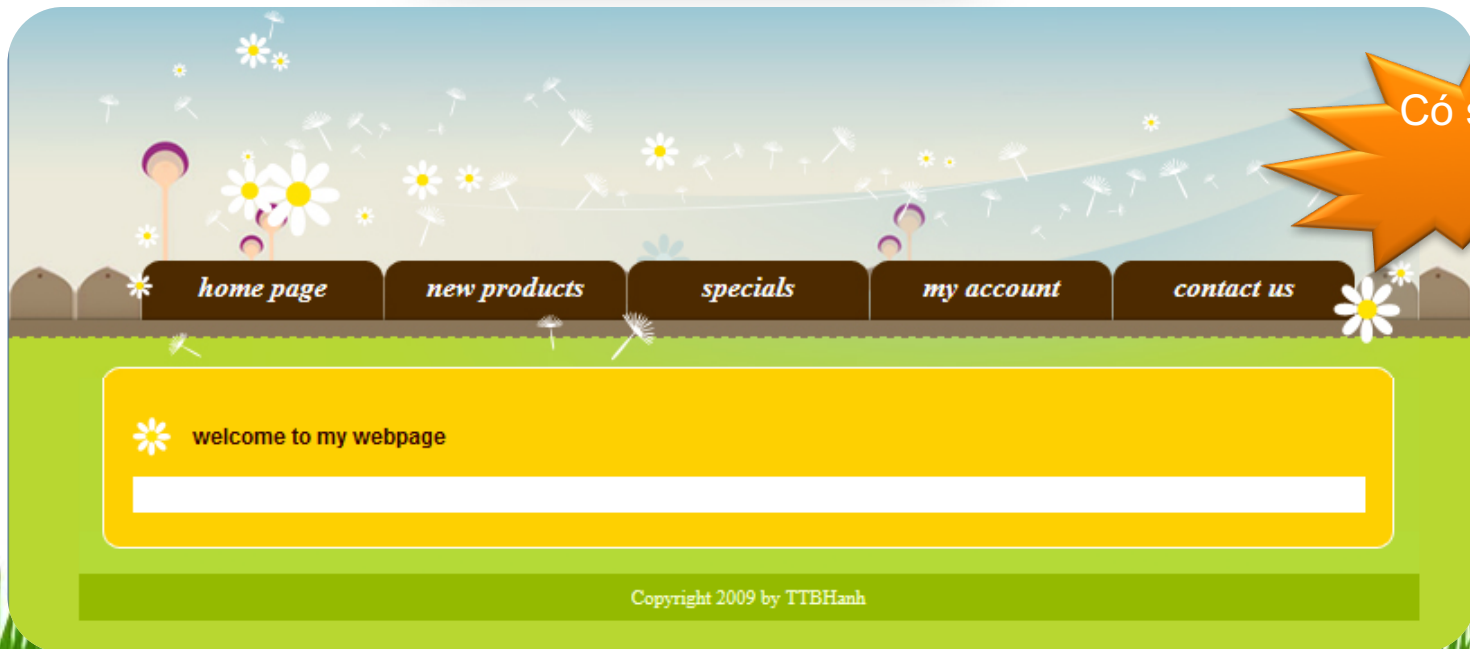 Có
home page
new products
specials
my account
contact us
welcome to my webpage
Copyright 2009 by TTBHanh